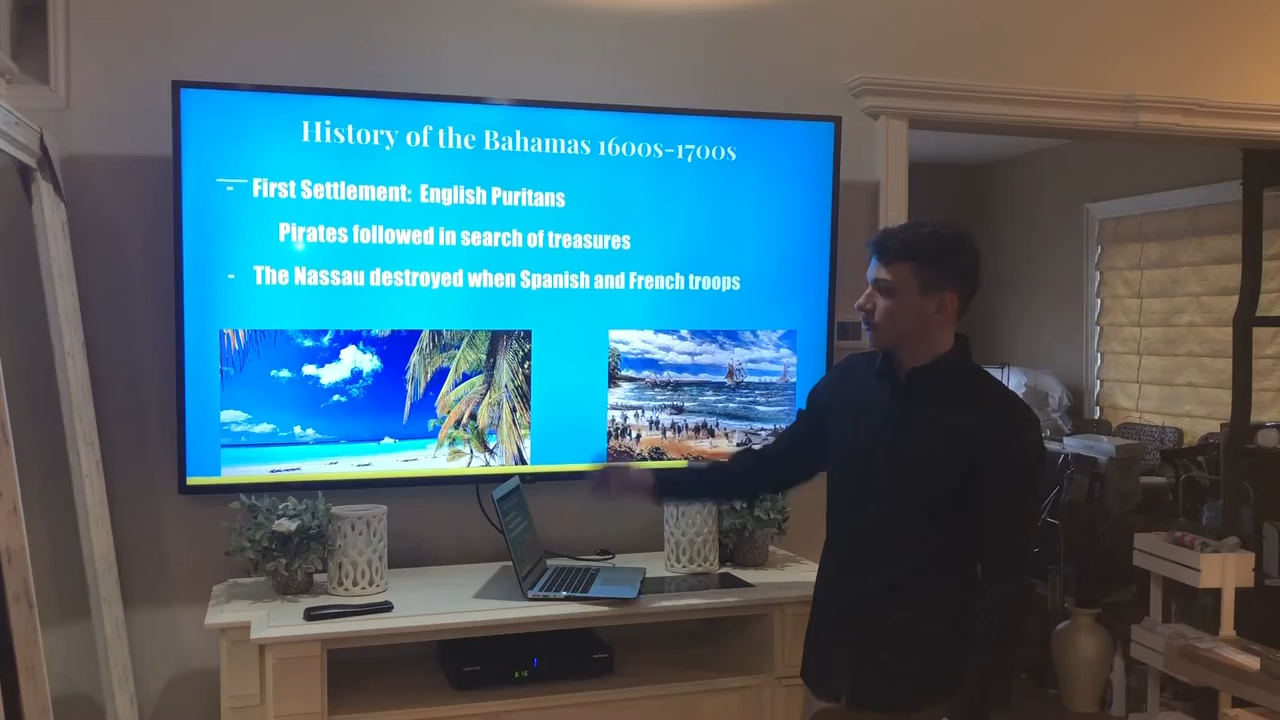 History of the Bahamas 1600s-1700s
- First Settlement: English Puritans
Pirates followed in search of treasures
- The Nassau destroyed when Spanish and French troops